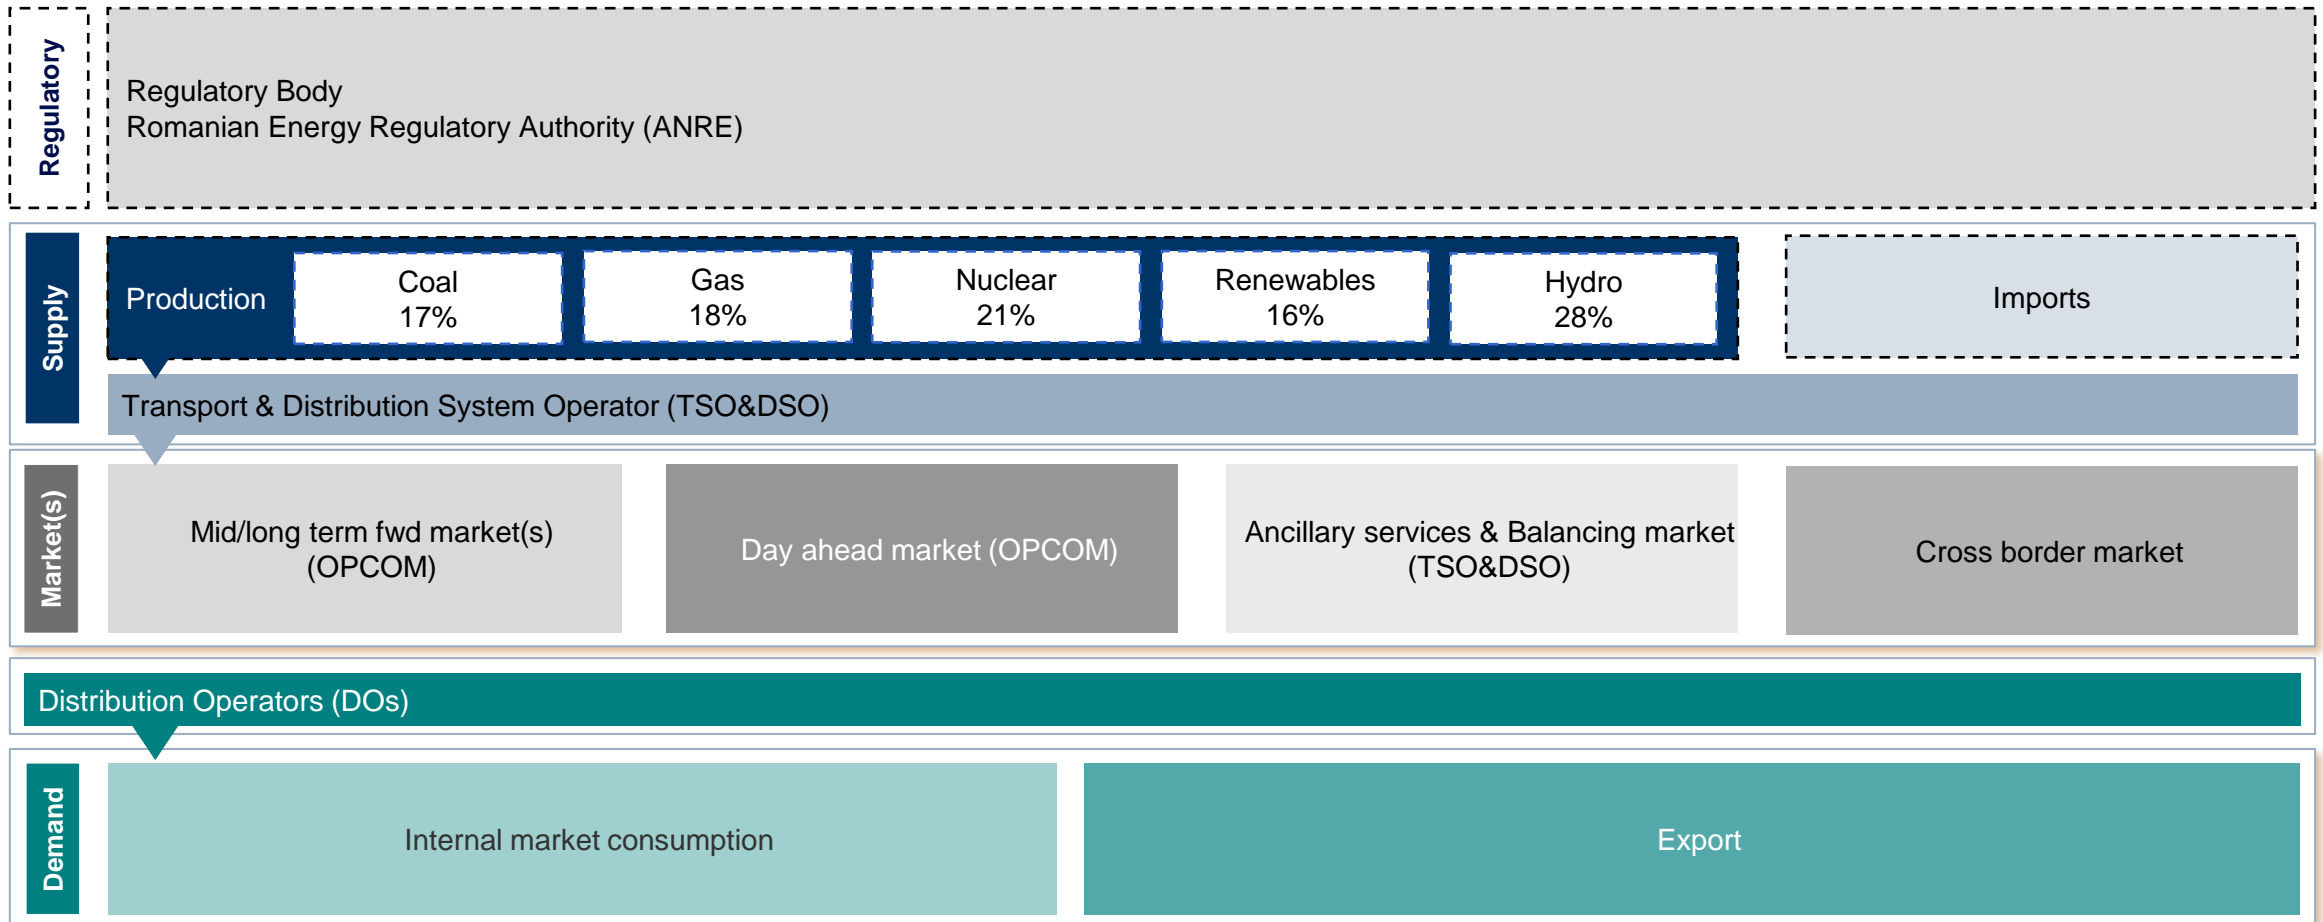 Regulatory
Regulatory Body
Romanian Energy Regulatory Authority (ANRE)
Supply
Production
Coal
17%
Gas
18%
Nuclear
21%
Renewables
16%
Hydro
28%
Imports
Transport & Distribution System Operator (TSO&DSO)
Market(s)
Mid/long term fwd market(s)
(OPCOM)
Day ahead market (OPCOM)
Ancillary services & Balancing market
(TSO&DSO)
Cross border market
Distribution Operators (DOs)
Demand
Internal market consumption
Export